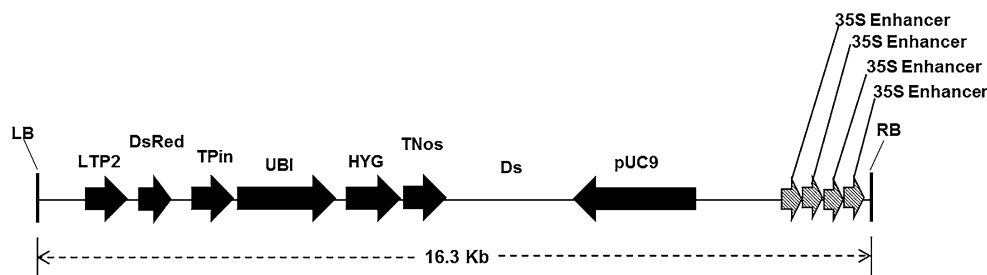 35S Enhancer
35S Enhancer
35S Enhancer
35S Enhancer
LB
LTP2
DsRed
TPin
UBI
HYG
TNos
Ds
pUC9
RB
16.3 Kb